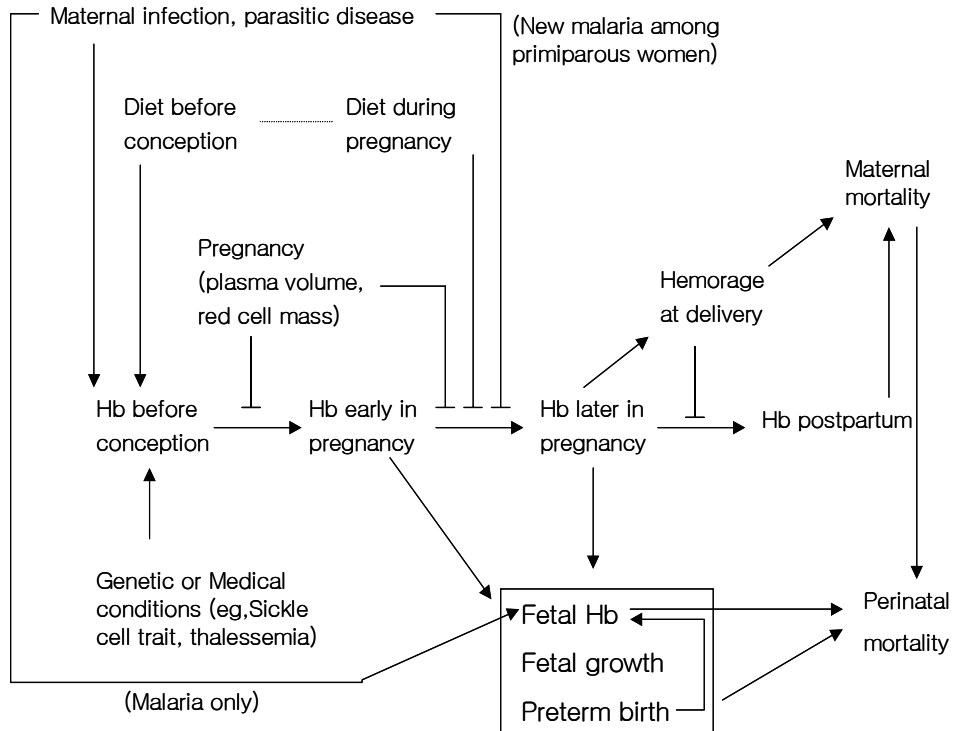 Maternal infection, parasitic disease
(New malaria among
primiparous women)
Diet before
conception
Diet during
pregnancy
Maternal
mortality
Pregnancy
(plasma volume,
red cell mass)
Hemorage
at delivery
Hb before
conception
Hb early in
pregnancy
Hb later in
pregnancy
Hb postpartum
Genetic or Medical
conditions (eg,Sickle
cell trait, thalessemia)
Fetal Hb
Fetal growth
Preterm birth
Perinatal
mortality
(Malaria only)